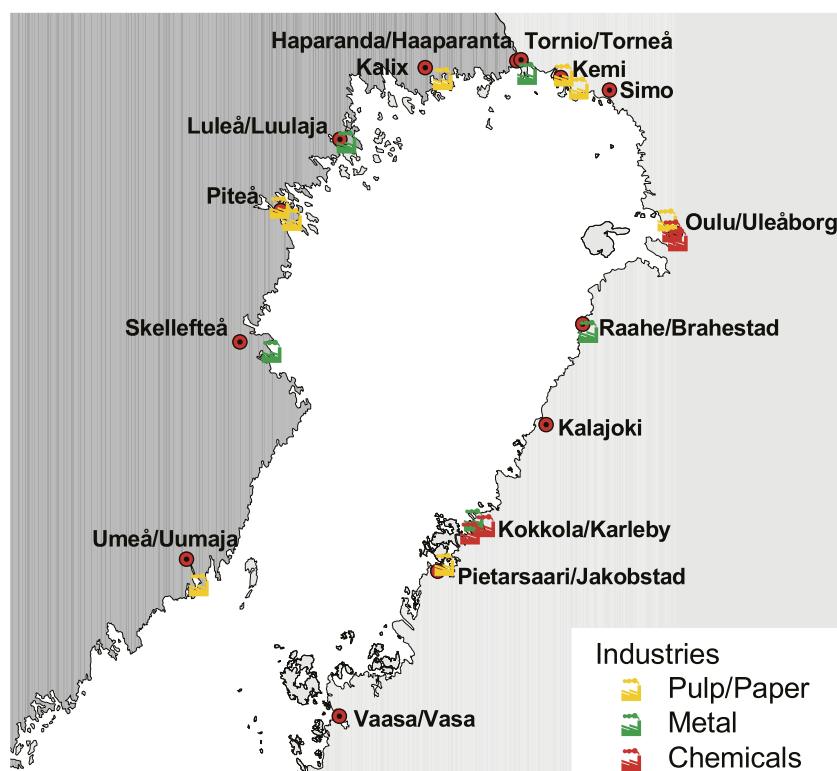 Haparanda/Haaparanta
Tornio/Torneå
Kalix
Kemi
Simo
Luleå/Luulaja
Piteå
Oulu/Uleåborg
Skellefteå
Raahe/Brahestad
Kalajoki
Kokkola/Karleby
Umeå/Uumaja
Pietarsaari/Jakobstad
Vaasa/Vasa
Industries
Pulp/Paper
Metal
Chemicals